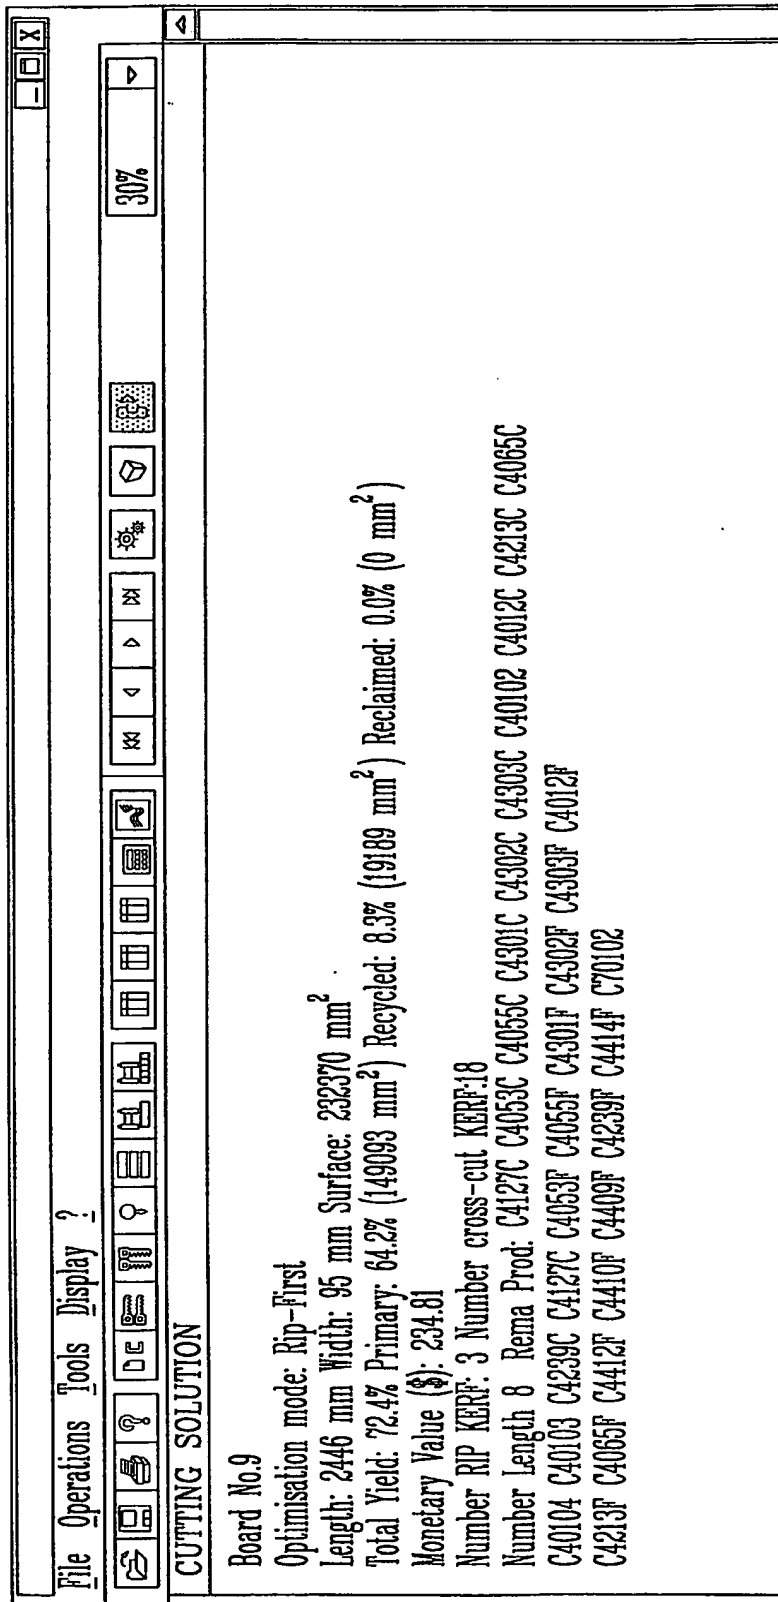 X
File Operations Tools Display ?
30%
CUTTING SOLUTION
Board No.9
Optimisation mode: Rip-First
Length: 2446 mm Width: 95 mm Surface: 232370 mm²
Total Yield: 72.4% Primary: 64.2% (149093 mm²) Recycled: 8.3% (19189 mm²) Reclaimed: 0.0% (0 mm²)
Monetary Value ($): 234.81
Number RIP KERF: 3 Number cross-cut KERF:18
Number Length 8 Rema Prod: C4127C C4053C C4055C C4301C C4302C C4303C C40102 C4012C C4213C C4065C
C40104 C40103 C4239C C4127C C4053F C4055F C4301F C4302F C4303F C4012F
C4213F C4065F C4412F C4410F C4409F C4239F C4414F C70102